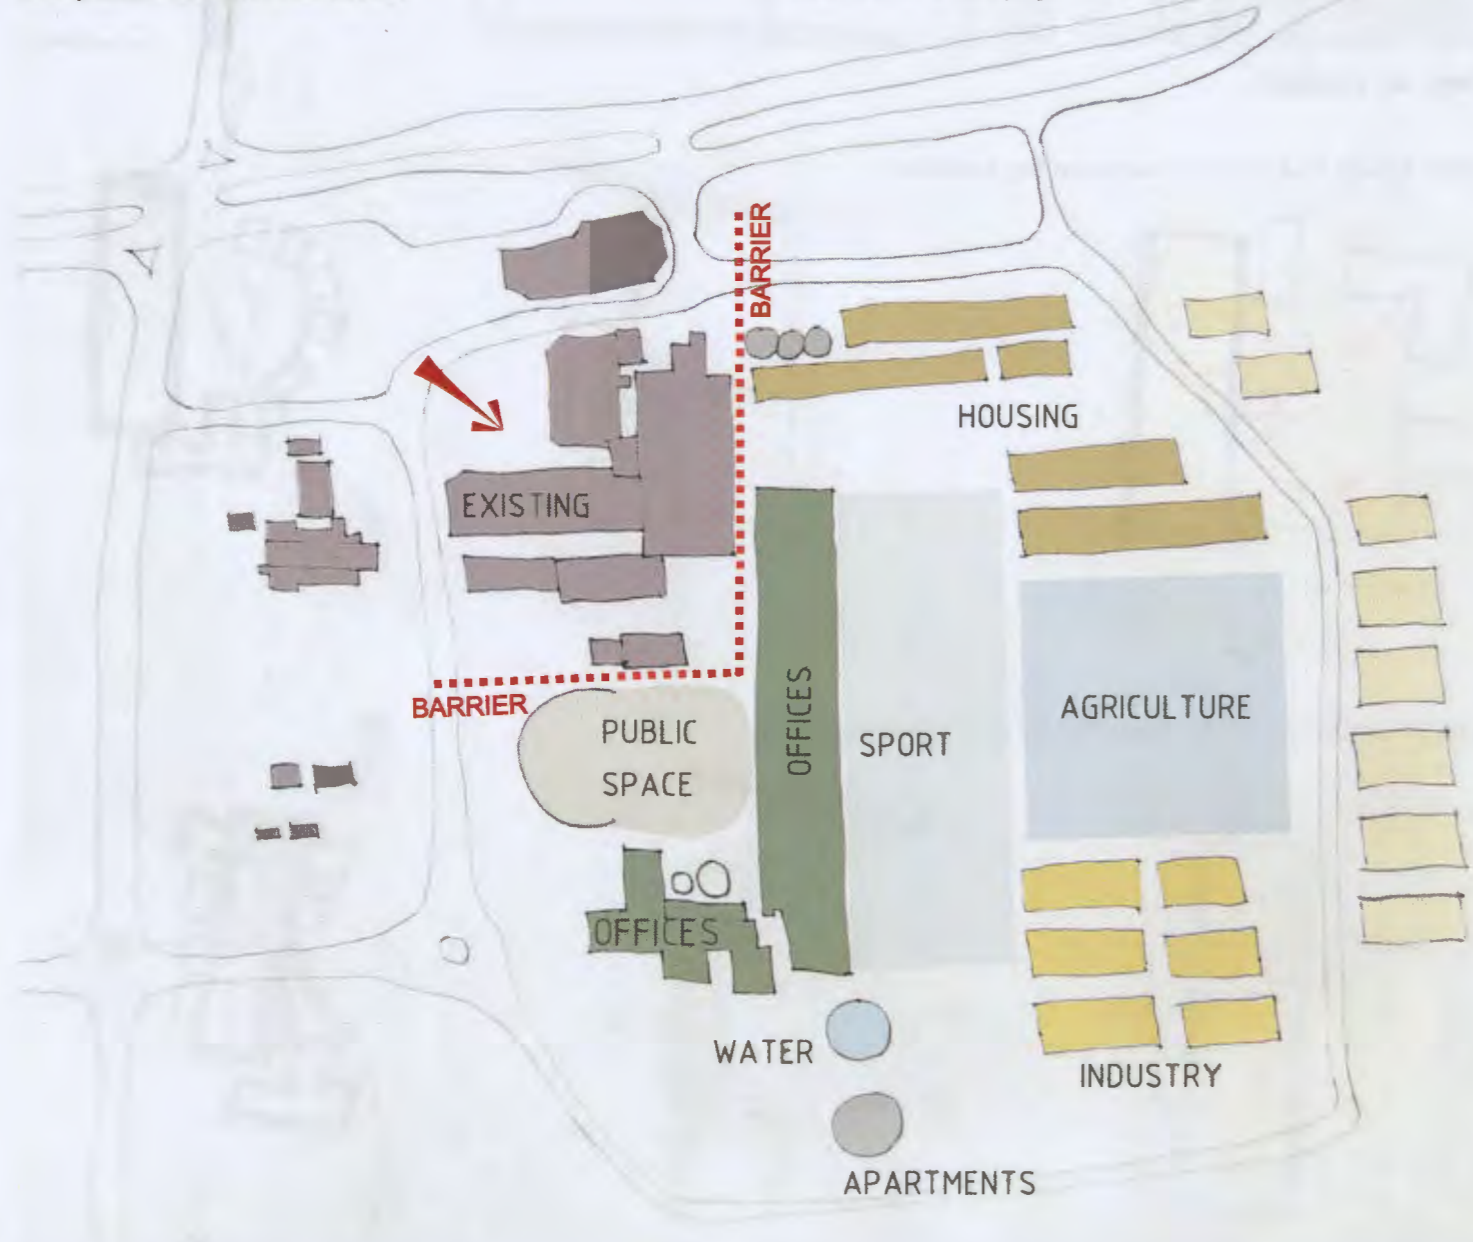 BARRIER
HOUSING
EXISTING
BARRIER
PUBLIC
SPACE
OFFICES
SPORT
AGRICULTURE
OFFICES
WATER
INDUSTRY
APARTMENTS